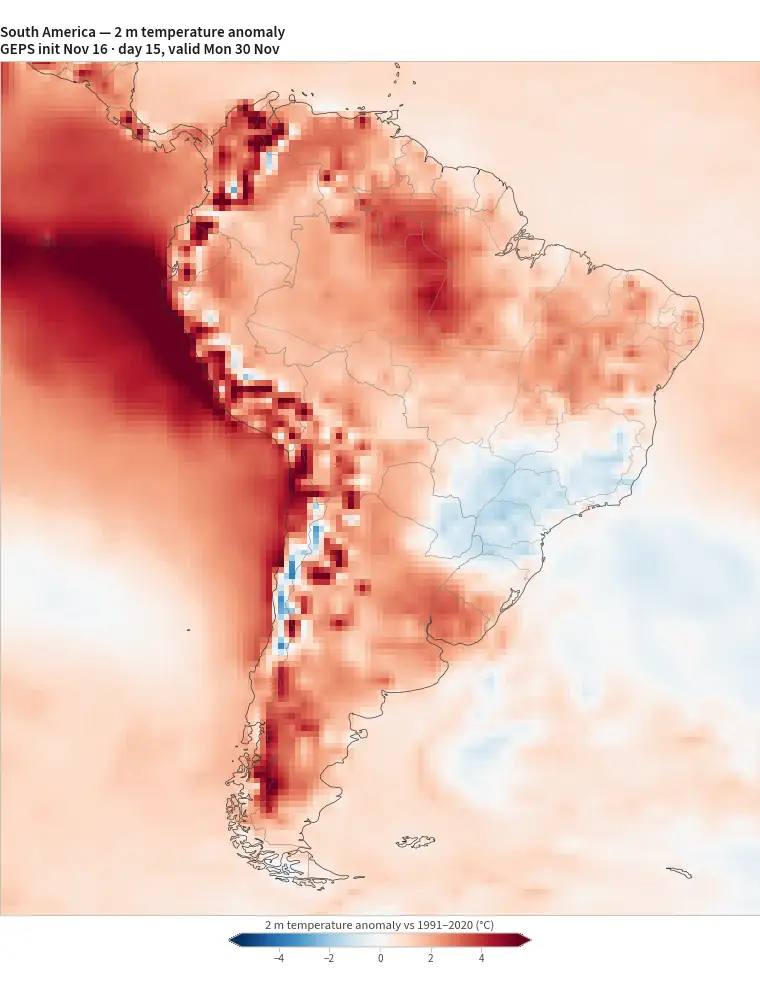 South America — 2 m temperature anomaly
GEPS init Nov 16 · day 15, valid Mon 30 Nov
2 m temperature anomaly vs 1991–2020 (°C)
−4 −2 0 2 4